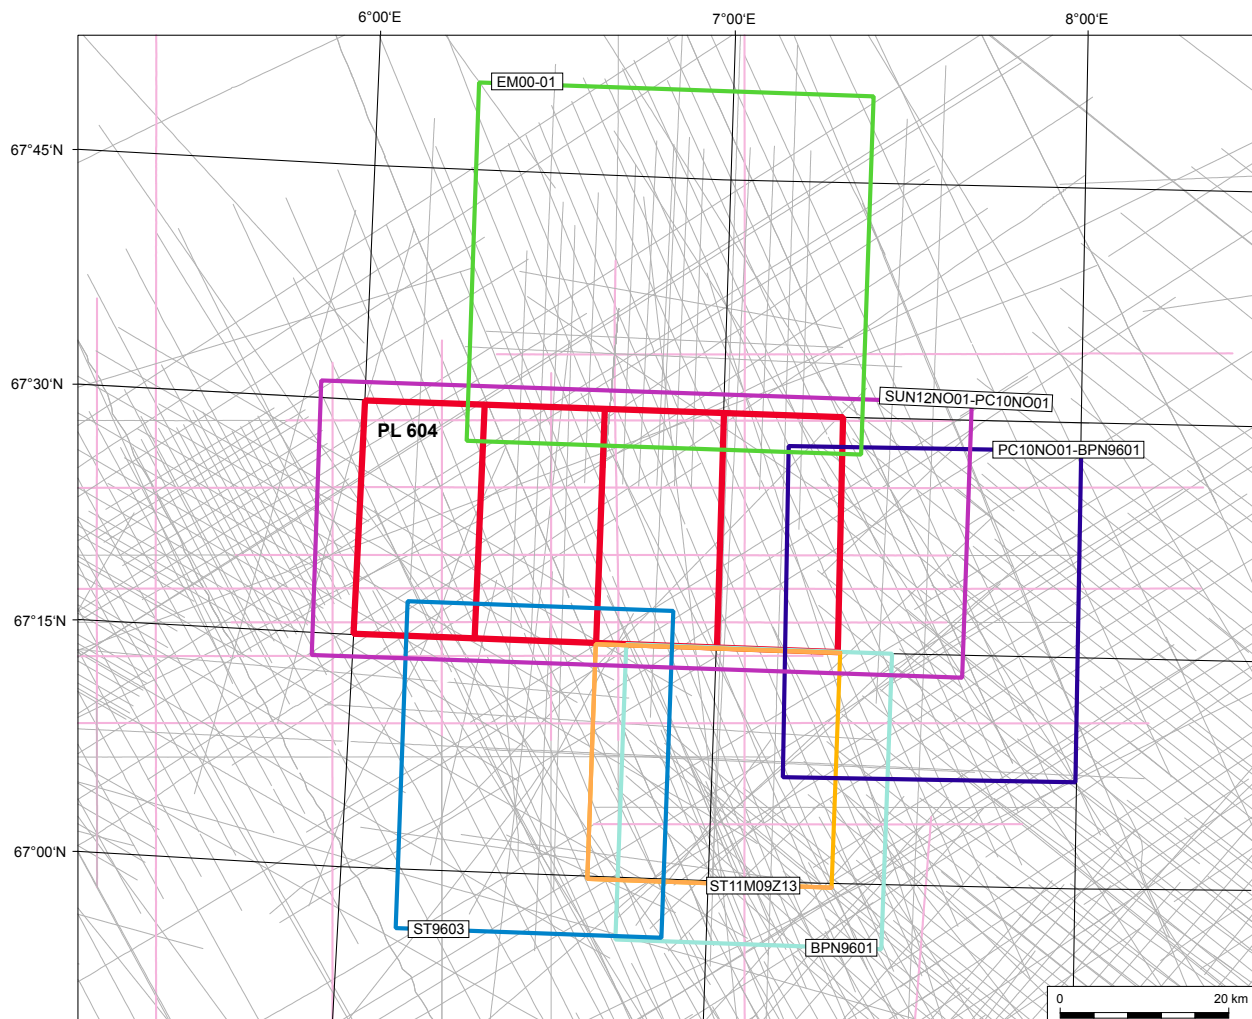 6°00'E
7°00'E
8°00'E
EM00-01
67°45'N
67°30'N
SUN12NO01-PC10NO01
PL 604
PC10NO01-BPN9601
67°15'N
67°00'N
ST11M09Z13
ST9603
BPN9601
0
20 km